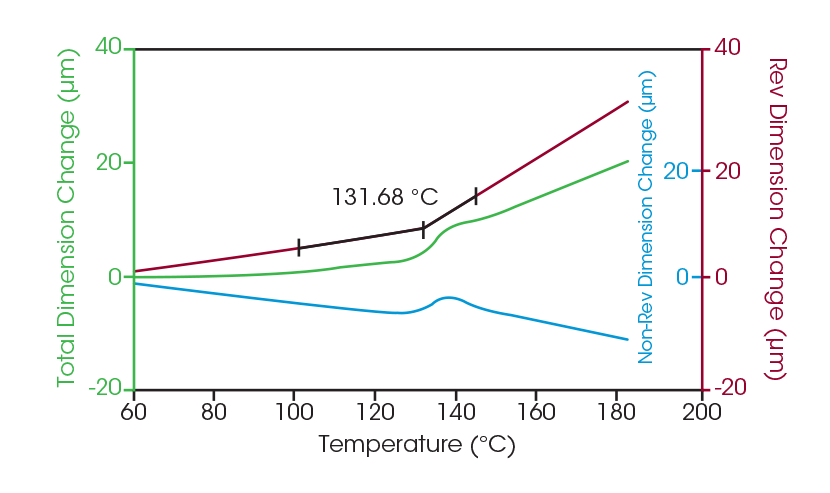 Total Dimension Change (µm)
40
20
0
-20
131.68 °C
Non-Rev Dimension Change (µm)
20
0
40
20
0
-20
Rev Dimension Change (µm)
60 80 100 120 140 160 180 200
Temperature (°C)